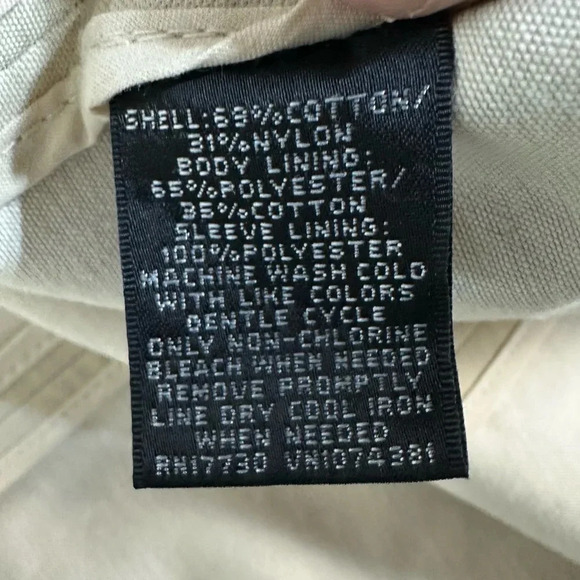 SHELL:69%COTTON/
31%NYLON
BODY LINING:
65%POLYESTER/
35%COTTON
SLEEVE LINING:
100%POLYESTER
MACHINE WASH COLD
WITH LIKE COLORS
GENTLE CYCLE
ONLY NON-CHLORINE
BLEACH WHEN NEEDED
REMOVE PROMPTLY
LINE DRY COOL IRON
WHEN NEEDED
RN17730 VN1074381